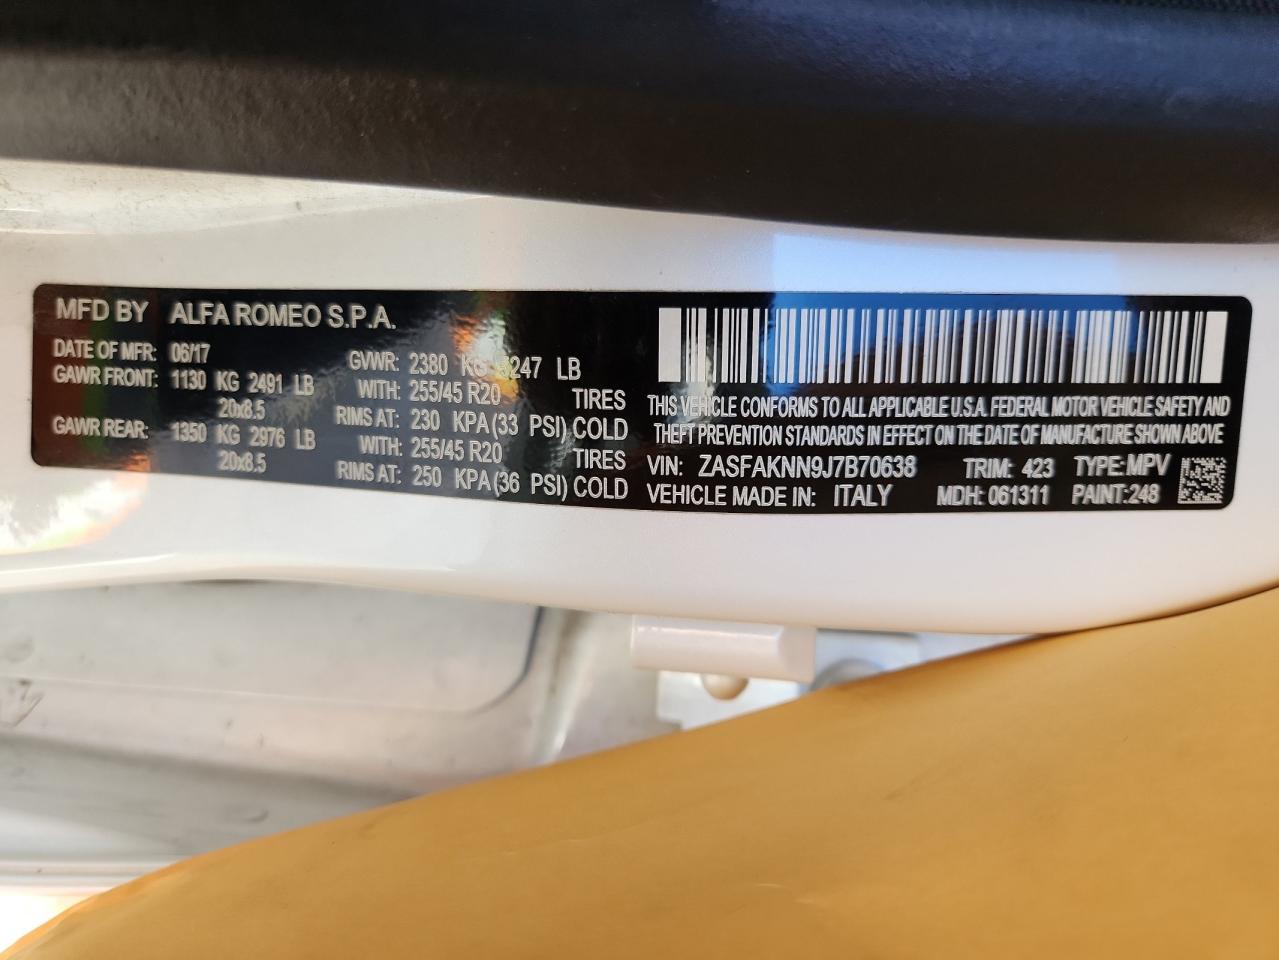 MFD BY ALFA ROMEO S.P.A.
DATE OF MFR: 06/17 GVWR: 2380 KG 5247 LB
GAWR FRONT: 1130 KG 2491 LB WITH: 255/45 R20 TIRES
20x8.5 RIMS AT: 230 KPA(33 PSI) COLD
GAWR REAR: 1350 KG 2976 LB WITH: 255/45 R20 TIRES
20x8.5 RIMS AT: 250 KPA(36 PSI) COLD
THIS VEHICLE CONFORMS TO ALL APPLICABLE U.S.A. FEDERAL MOTOR VEHICLE SAFETY AND
THEFT PREVENTION STANDARDS IN EFFECT ON THE DATE OF MANUFACTURE SHOWN ABOVE
VIN: ZASFAKNN9J7B70638 TRIM: 423 TYPE:MPV
VEHICLE MADE IN: ITALY MDH: 061311 PAINT:248